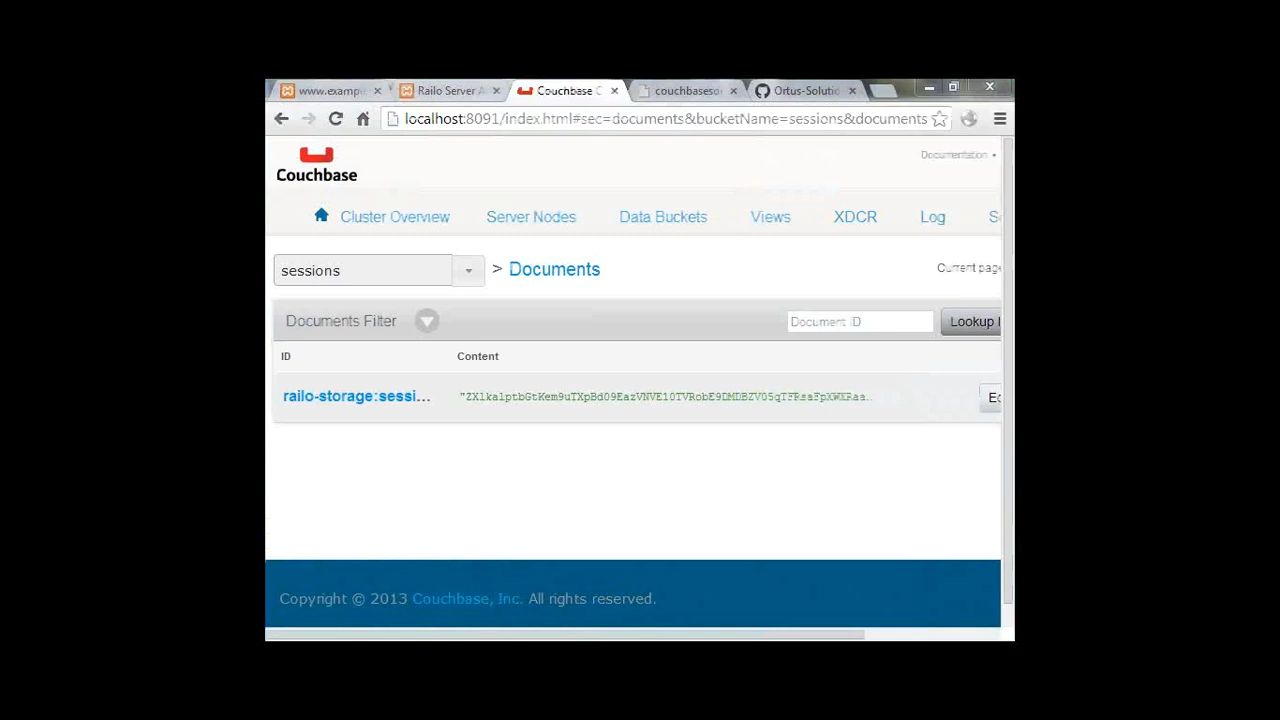 www.example
Railo Server A
Couchbase C
couchbaseso
Ortus-Solutio
localhost:8091/index.html#sec=documents&bucketName=sessions&documents
Couchbase
Documentation •
Cluster Overview
Server Nodes
Data Buckets
Views
XDCR
Log
sessions
> Documents
Current page
Documents Filter
Document ID
Lookup
ID
Content
railo-storage:sessi...
Copyright © 2013 Couchbase, Inc. All rights reserved.